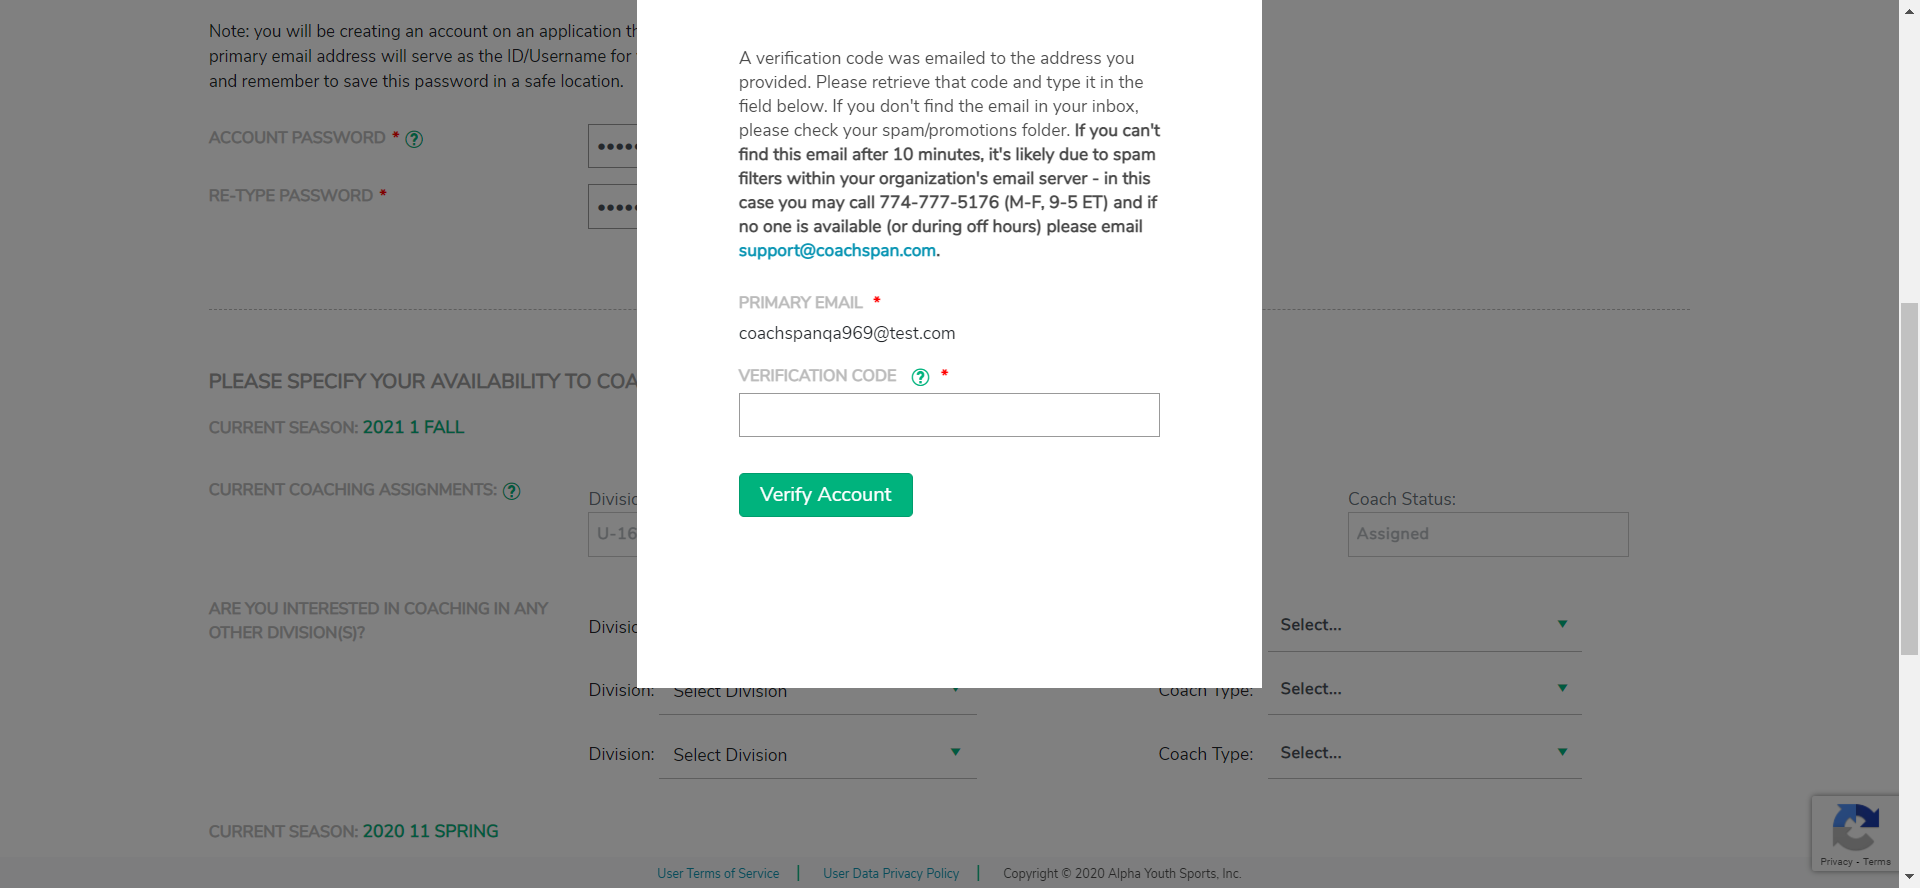 Note: you will be creating an account on an application
primary email address will serve as the ID/Username for
and remember to save this password in a safe location.
ACCOUNT PASSWORD * ?
RE-TYPE PASSWORD *
A verification code was emailed to the address you
provided. Please retrieve that code and type it in the
field below. If you don't find the email in your inbox,
please check your spam/promotions folder. If you can't
find this email after 10 minutes, it's likely due to spam
filters within your organization's email server - in this
case you may call 774-777-5176 (M-F, 9-5 ET) and if
no one is available (or during off hours) please email
support@coachspan.com.
PRIMARY EMAIL *
coachspanqa969@test.com
VERIFICATION CODE ? *
Verify Account
PLEASE SPECIFY YOUR AVAILABILITY TO COA
CURRENT SEASON: 2021 1 FALL
CURRENT COACHING ASSIGNMENTS: ?
Divisio
Coach Status:
U-16
Assigned
ARE YOU INTERESTED IN COACHING IN ANY
OTHER DIVISION(S)?
Divisio
Select...
Division: Select Division
Coach Type: Select...
Division: Select Division
Coach Type: Select...
CURRENT SEASON: 2020 11 SPRING
Privacy - Terms
User Terms of Service | User Data Privacy Policy | Copyright © 2020 Alpha Youth Sports, Inc.